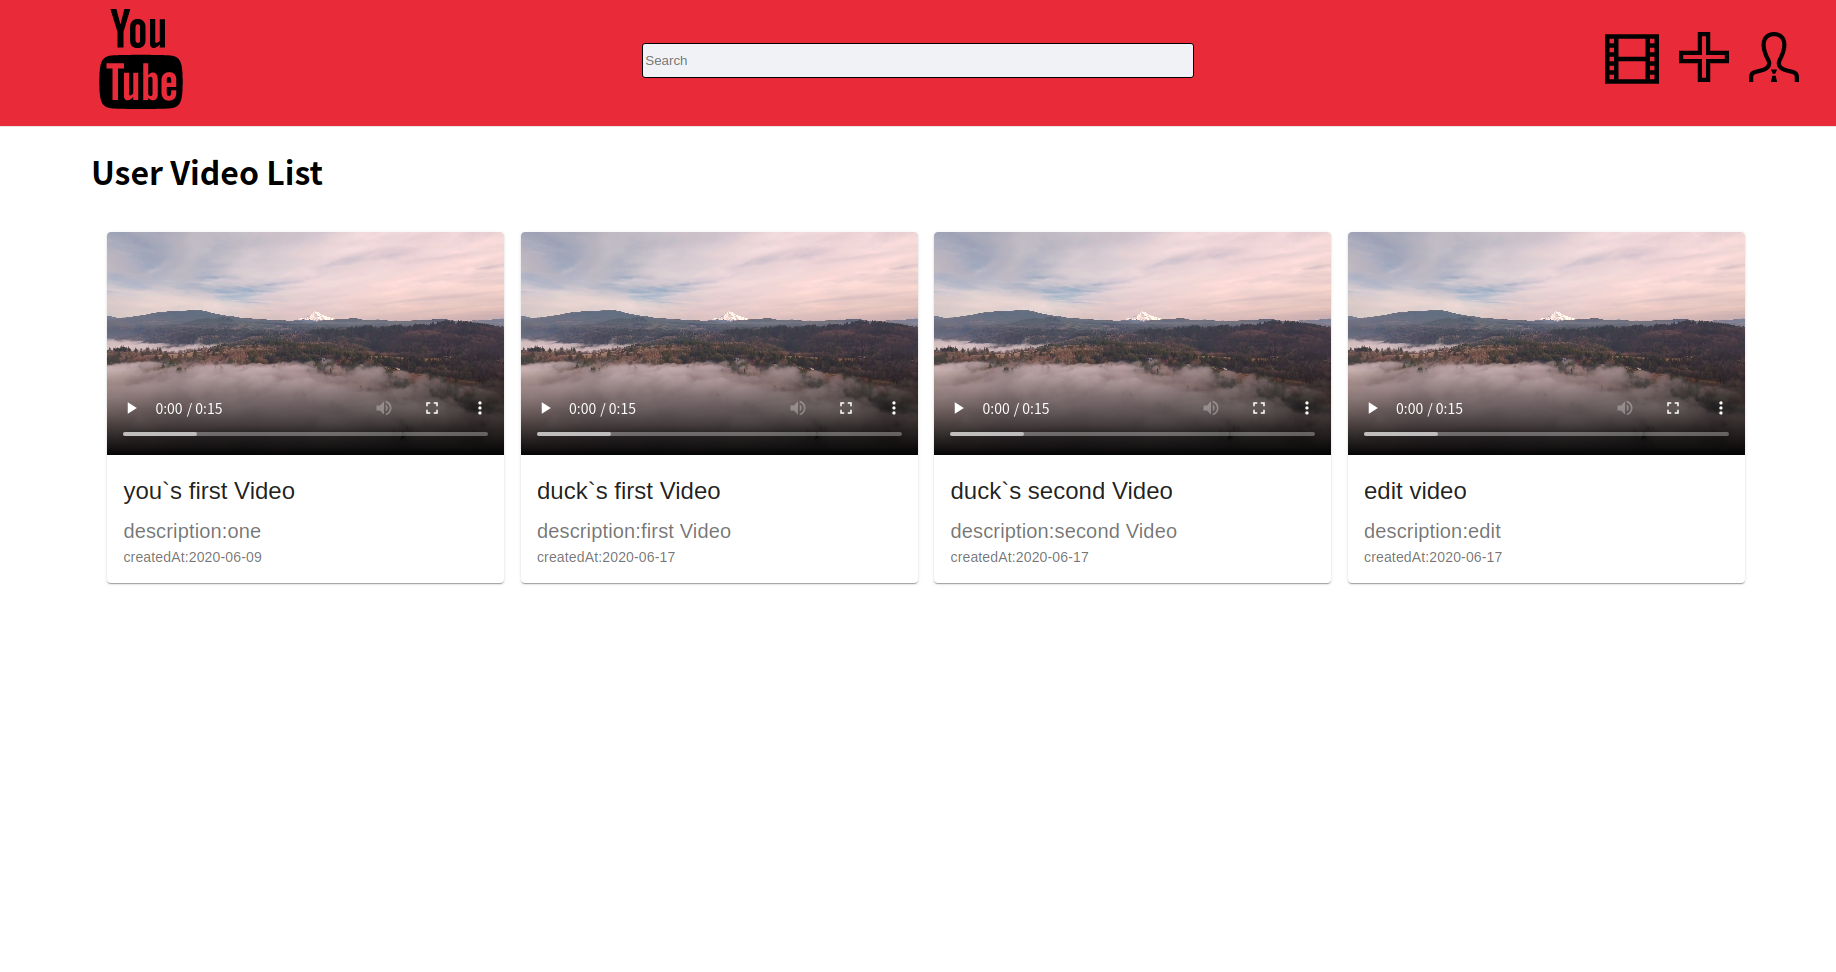 You
Tube
Search
User Video List
0:00 / 0:15
0:00 / 0:15
0:00 / 0:15
0:00 / 0:15
you`s first Video
description:one
createdAt:2020-06-09
duck`s first Video
description:first Video
createdAt:2020-06-17
duck`s second Video
description:second Video
createdAt:2020-06-17
edit video
description:edit
createdAt:2020-06-17